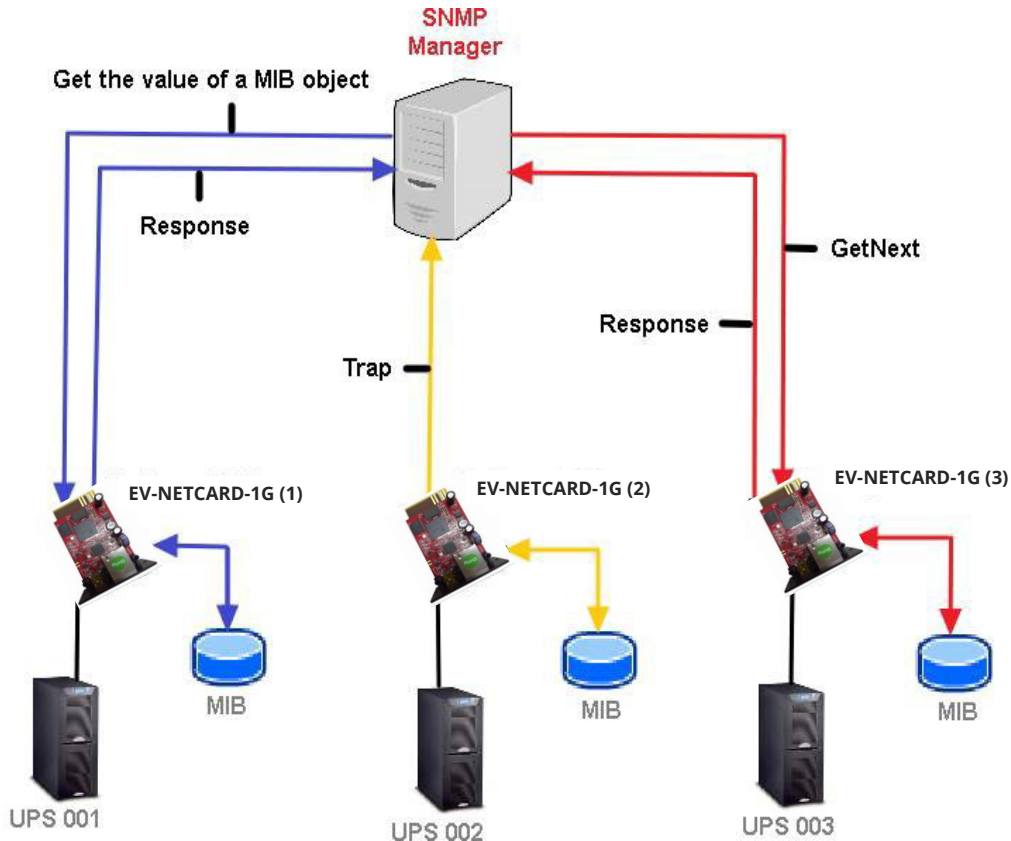 SNMP
Manager
Get the value of a MIB object
Response
GetNext
Response
Trap
EV-NETCARD-1G (1)
EV-NETCARD-1G (2)
EV-NETCARD-1G (3)
MIB
MIB
MIB
UPS 001
UPS 002
UPS 003